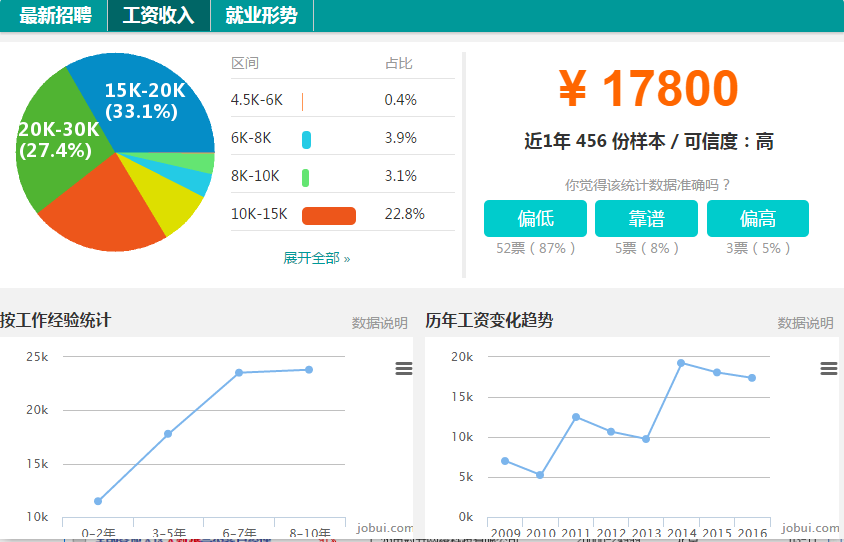 最新招聘 工资收入 就业形势
15K-20K
(33.1%)
20K-30K
(27.4%)
区间 占比
4.5K-6K 0.4%
6K-8K 3.9%
8K-10K 3.1%
10K-15K 22.8%
展开全部 »
¥ 17800
近1年 456 份样本 / 可信度：高
你觉得该统计数据准确吗？
偏低 靠谱 偏高
52票（87%） 5票（8%） 3票（5%）
按工作经验统计 数据说明
25k
20k
15k
10k
0-2年 3-5年 6-7年 8-10年
jobui.com
历年工资变化趋势 数据说明
20k
15k
10k
5k
0k
2009 2010 2011 2012 2013 2014 2015 2016
jobui.com